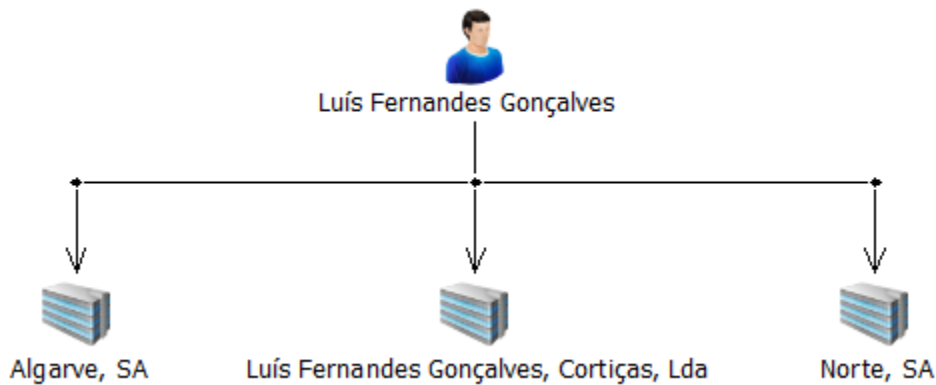 Luís Fernandes Gonçalves
Algarve, SA
Luís Fernandes Gonçalves, Cortiças, Lda
Norte, SA